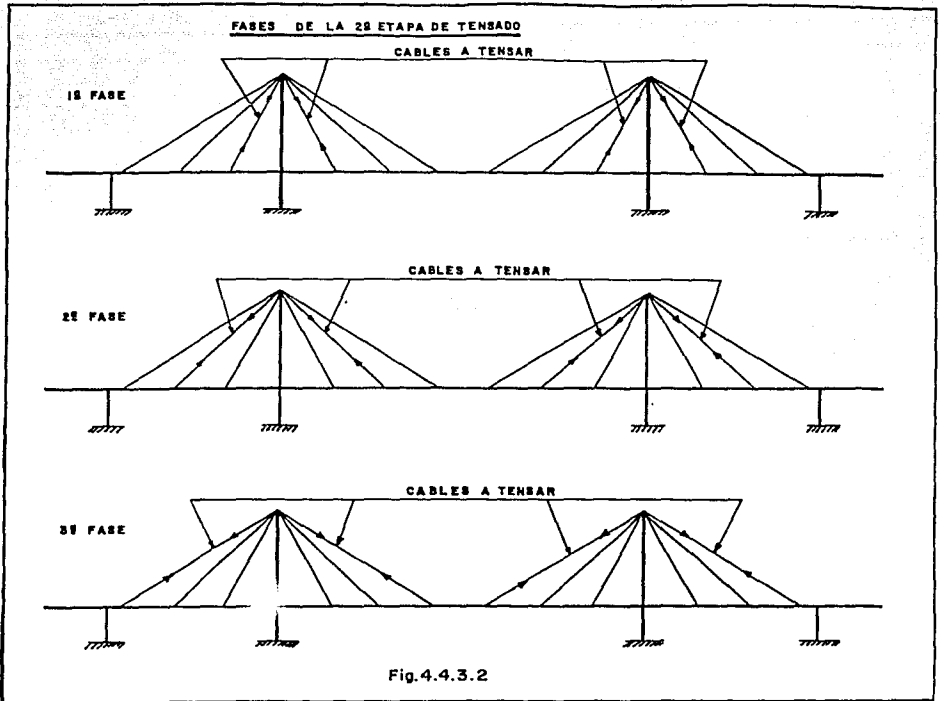 FASES DE LA 2ª ETAPA DE TENSADO
CABLES A TENSAR
1ª FASE
CABLES A TENSAR
2ª FASE
CABLES A TENSAR
3ª FASE
Fig.4.4.3.2